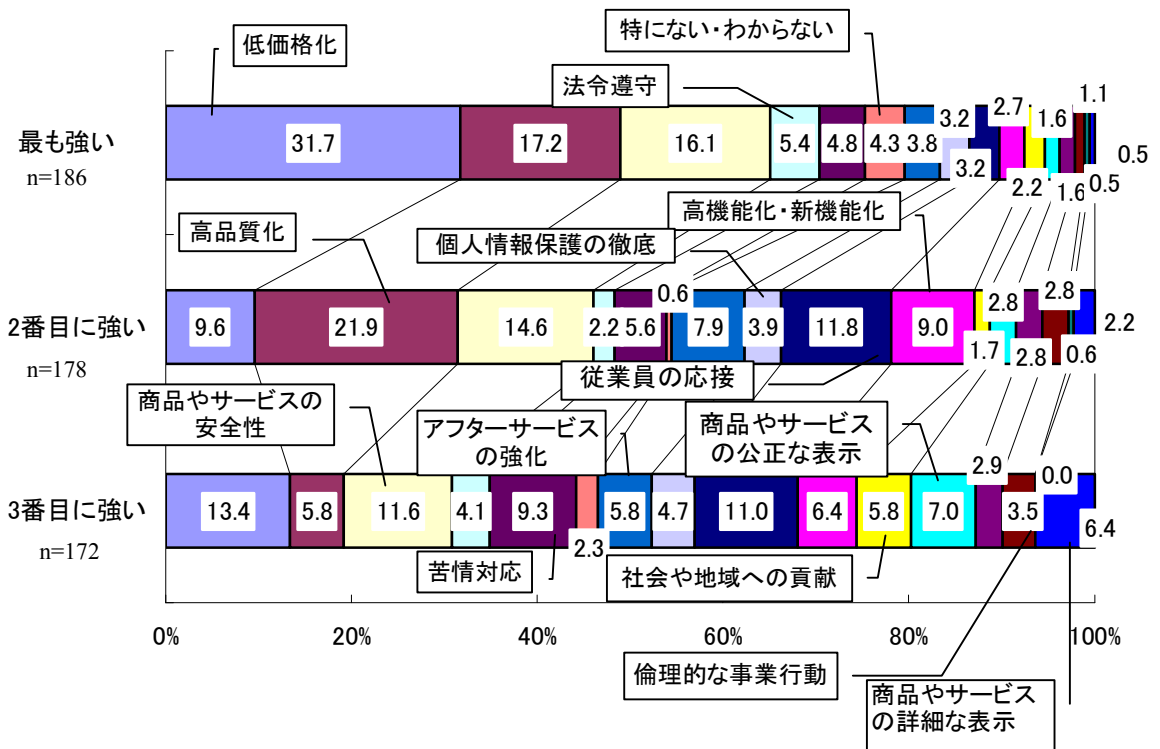 低価格化
特にない・わからない
法令遵守
最も強い
n=186
31.7
17.2
16.1
5.4
4.8
4.3
3.8
3.2
3.2
2.7
2.2
1.6
1.6
1.1
0.5
0.5
高品質化
個人情報保護の徹底
高機能化・新機能化
2番目に強い
n=178
9.6
21.9
14.6
2.2
5.6
0.6
7.9
3.9
11.8
9.0
1.7
2.8
2.8
2.8
0.6
2.2
従業員の応接
商品やサービスの
安全性
アフターサービス
の強化
商品やサービス
の公正な表示
3番目に強い
n=172
13.4
5.8
11.6
4.1
9.3
2.3
5.8
4.7
11.0
6.4
5.8
7.0
2.9
3.5
0.0
6.4
苦情対応
社会や地域への貢献
0%
20%
40%
60%
80%
100%
倫理的な事業行動
商品やサービス
の詳細な表示